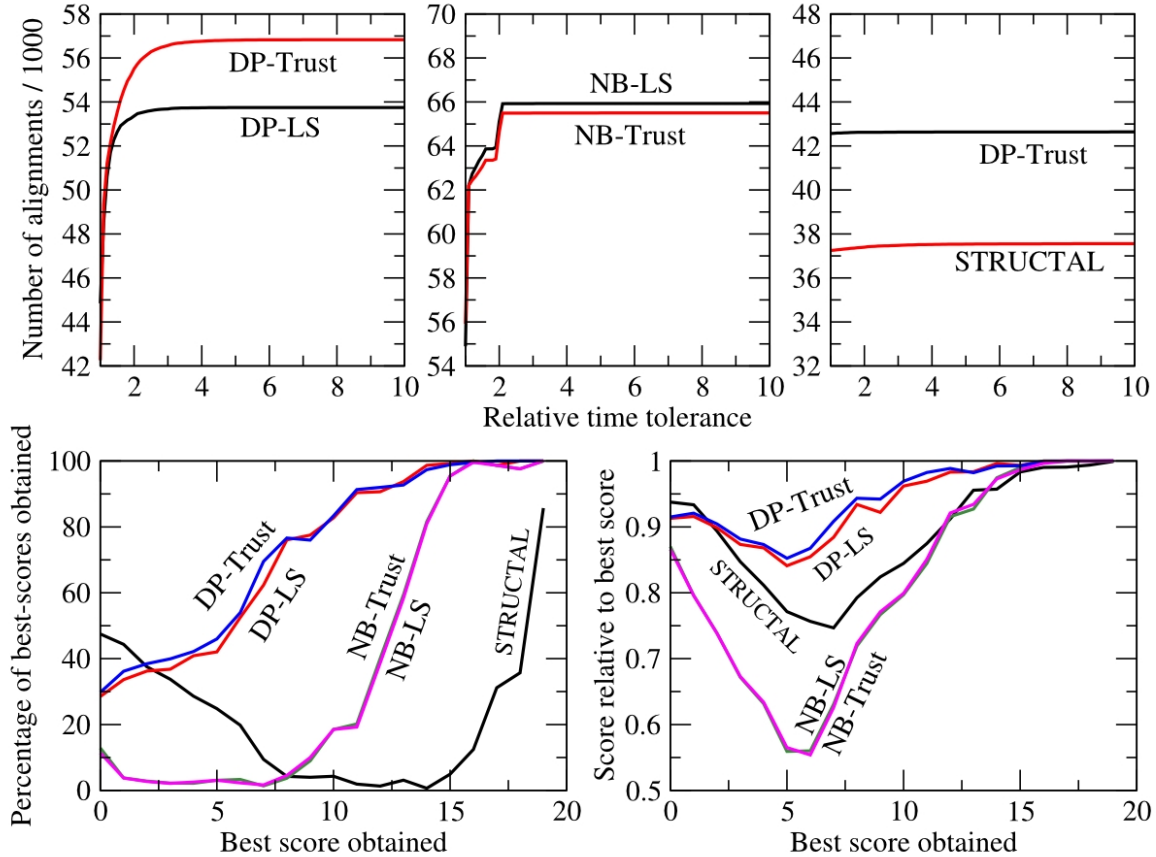 Number of alignments / 1000
58
56
54
52
50
48
46
44
42
2
4
6
8
10
DP-Trust
DP-LS
70
68
66
64
62
60
58
56
54
2
4
6
8
10
NB-LS
NB-Trust
48
46
44
42
40
38
36
34
32
2
4
6
8
10
DP-Trust
STRUCTAL
Relative time tolerance
Percentage of best-scores obtained
100
80
60
40
20
0
0
5
10
15
20
DP-Trust
DP-LS
NB-Trust
NB-LS
STRUCTAL
Best score obtained
Score relative to best score
1
0.9
0.8
0.7
0.6
0.5
0
5
10
15
20
DP-Trust
DP-LS
STRUCTAL
NB-LS
NB-Trust
Best score obtained